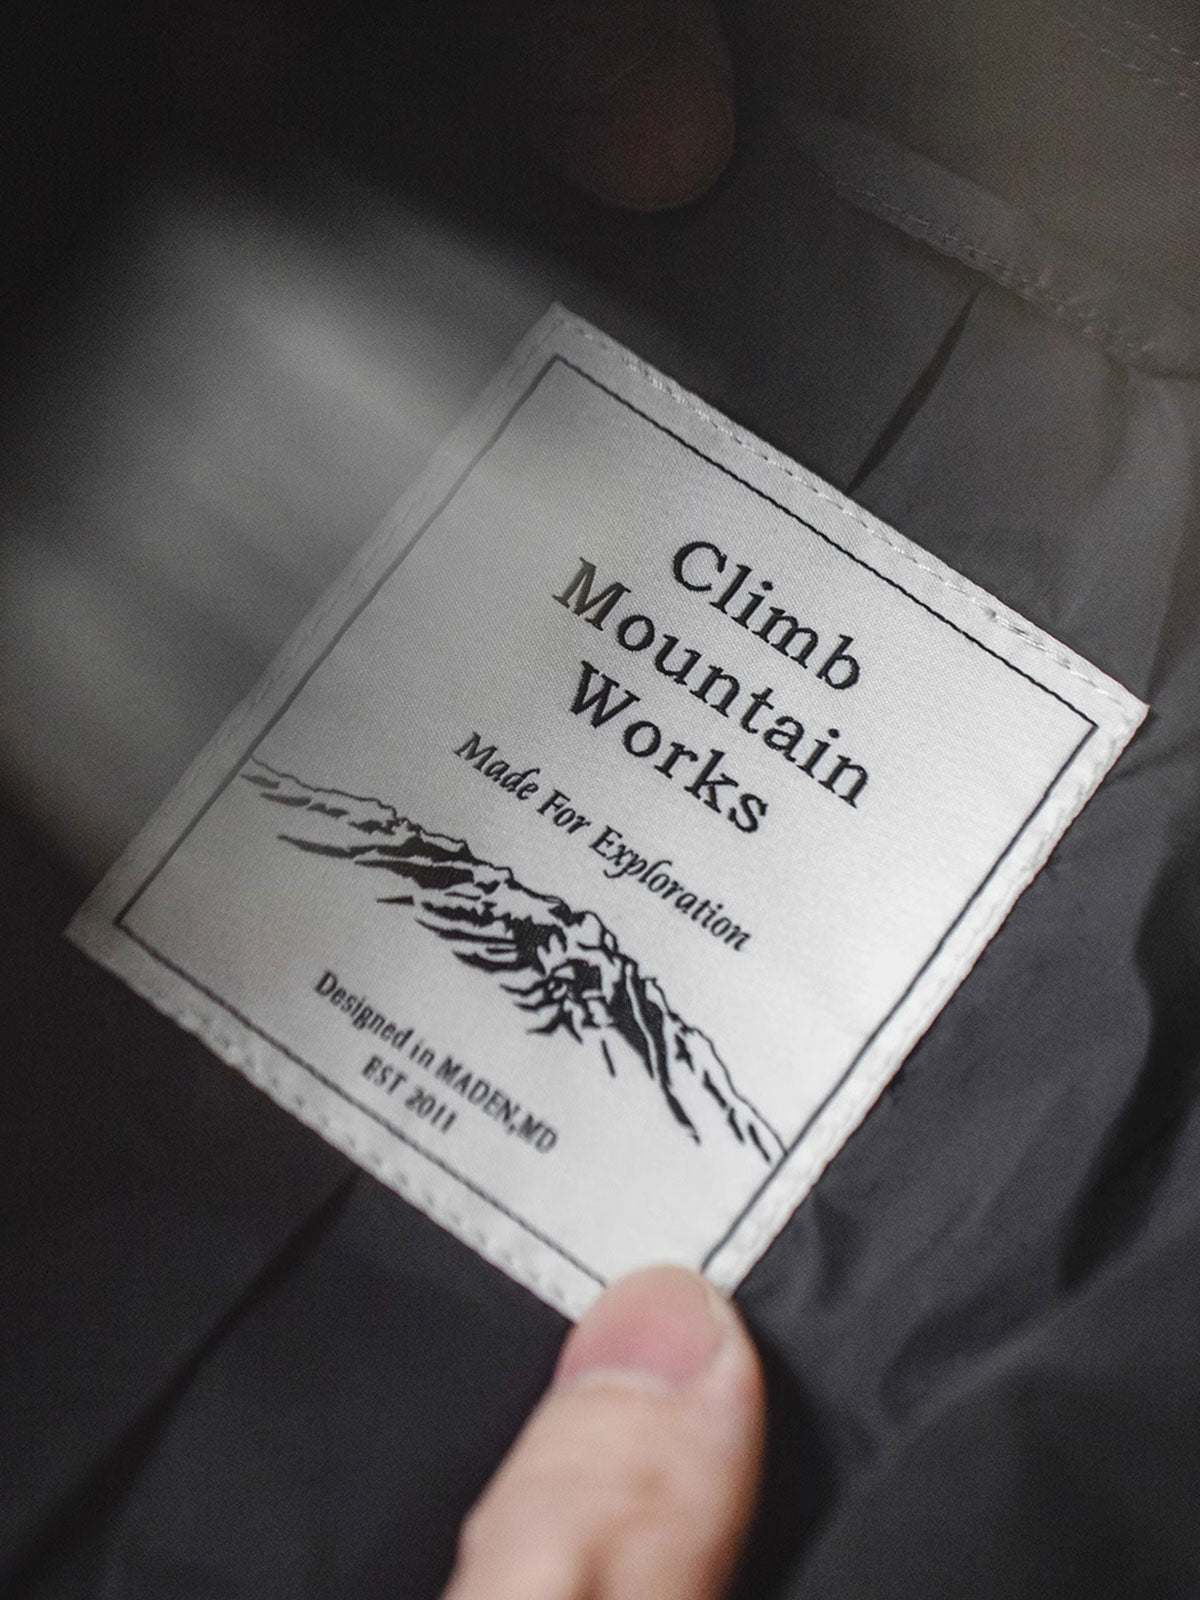 Climb
Mountain
Works
Made For Exploration
Designed in MADEN,MD
EST 2011